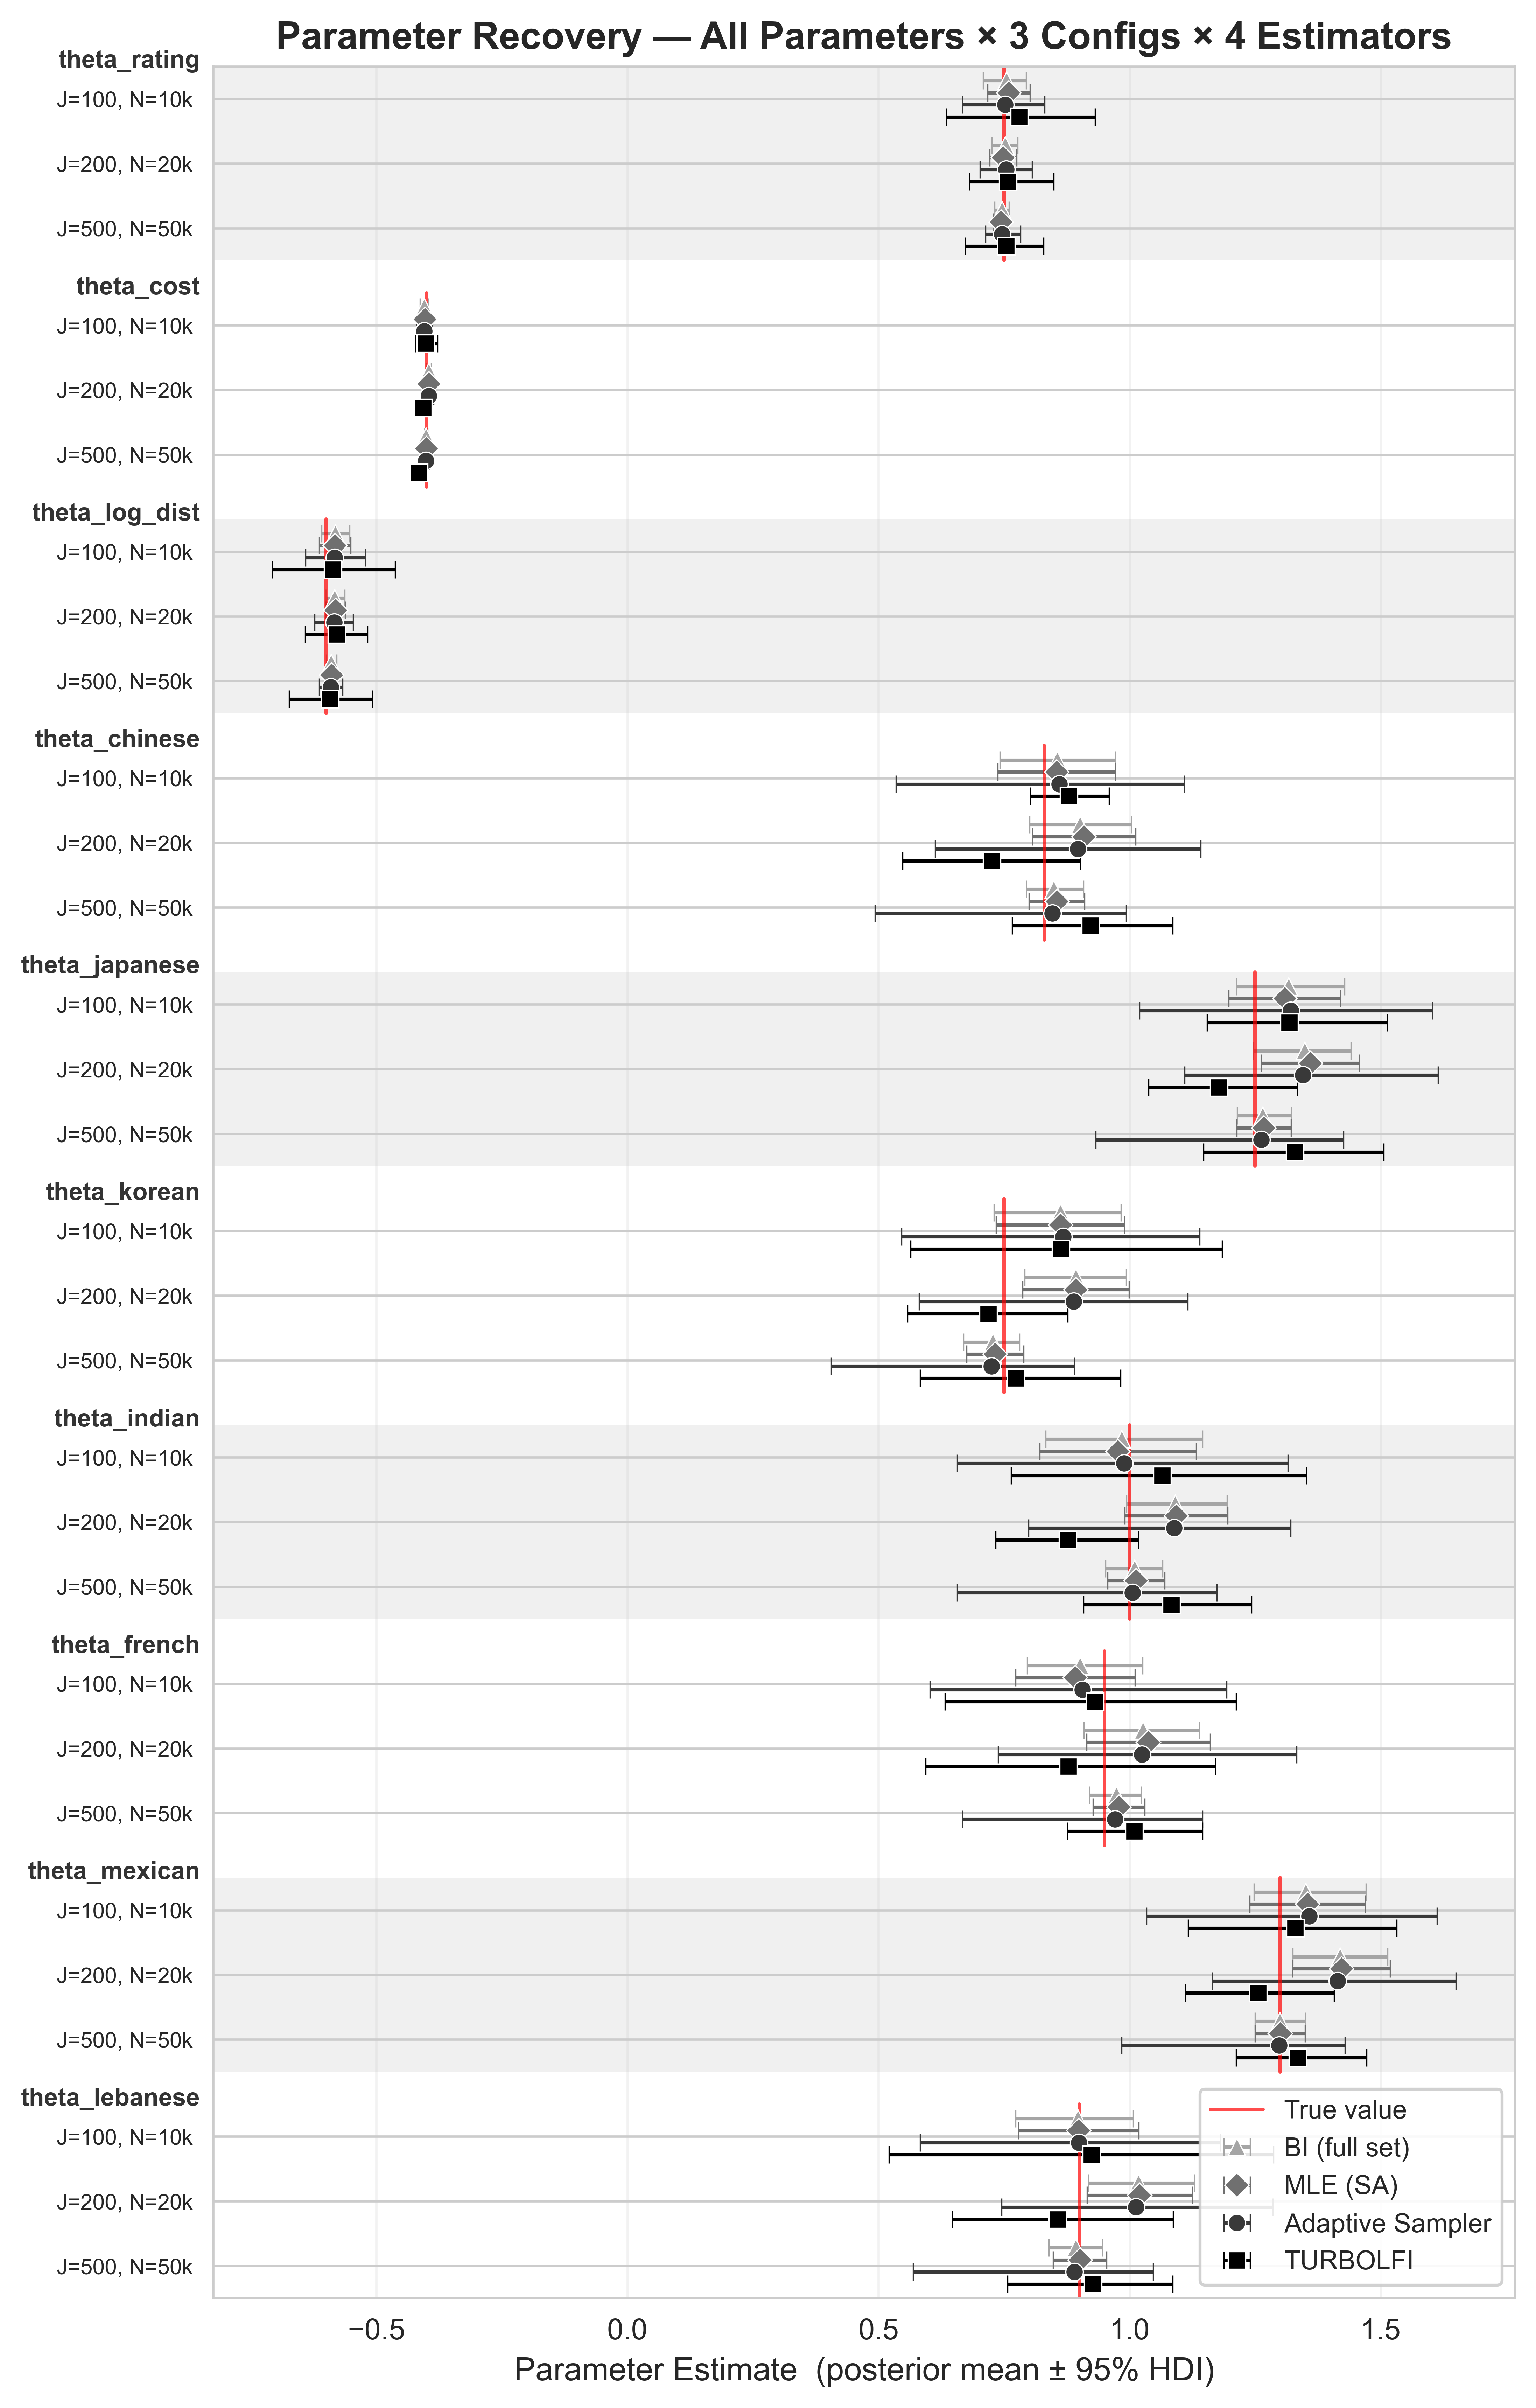 Parameter Recovery — All Parameters × 3 Configs × 4 Estimators
theta_rating
J=100, N=10k
J=200, N=20k
J=500, N=50k
theta_cost
J=100, N=10k
J=200, N=20k
J=500, N=50k
theta_log_dist
J=100, N=10k
J=200, N=20k
J=500, N=50k
theta_chinese
J=100, N=10k
J=200, N=20k
J=500, N=50k
theta_japanese
J=100, N=10k
J=200, N=20k
J=500, N=50k
theta_korean
J=100, N=10k
J=200, N=20k
J=500, N=50k
theta_indian
J=100, N=10k
J=200, N=20k
J=500, N=50k
theta_french
J=100, N=10k
J=200, N=20k
J=500, N=50k
theta_mexican
J=100, N=10k
J=200, N=20k
J=500, N=50k
theta_lebanese
J=100, N=10k
J=200, N=20k
J=500, N=50k
True value
BI (full set)
MLE (SA)
Adaptive Sampler
TURBOLFI
−0.5 0.0 0.5 1.0 1.5
Parameter Estimate (posterior mean ± 95% HDI)